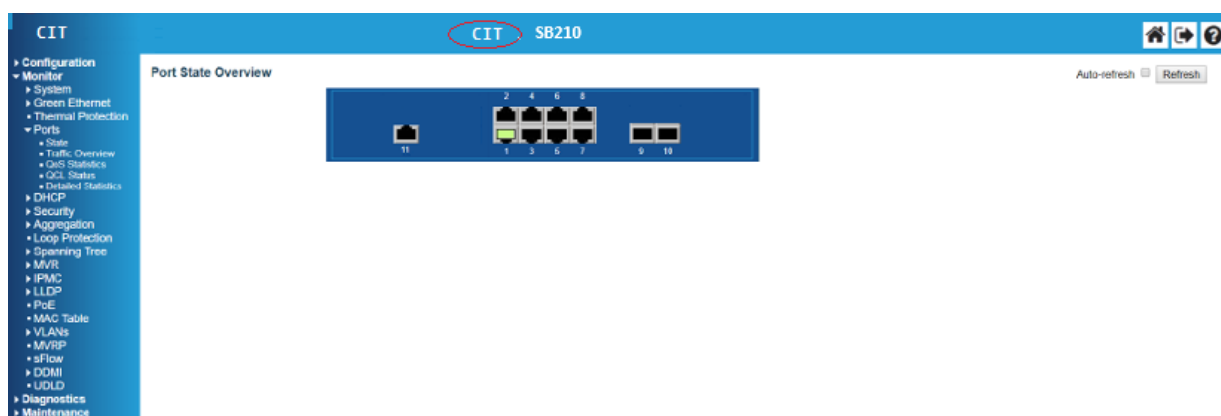 CIT
CIT SB210
Port State Overview
Auto-refresh
Refresh
Configuration
Monitor
System
Green Ethernet
Thermal Protection
Ports
State
Traffic Overview
QoS Statistics
QCL Status
Detailed Statistics
DHCP
Security
Aggregation
Loop Protection
Spanning Tree
MVR
IPMC
LLDP
PoE
MAC Table
VLANs
MVRP
sFlow
DDMI
UDLD
Diagnostics
Maintenance
2 4 6 8
11 1 3 5 7 9 10